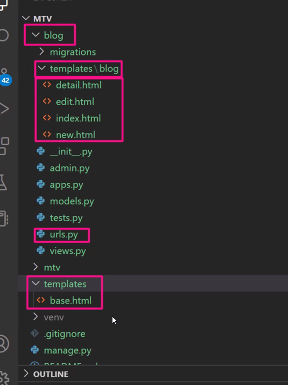 MTV
blog
migrations
templates\blog
<> detail.html
<> edit.html
<> index.html
<> new.html
__init__.py
admin.py
apps.py
models.py
tests.py
urls.py
views.py
mtv
templates
<> base.html
venv
.gitignore
manage.py
42
OUTLINE